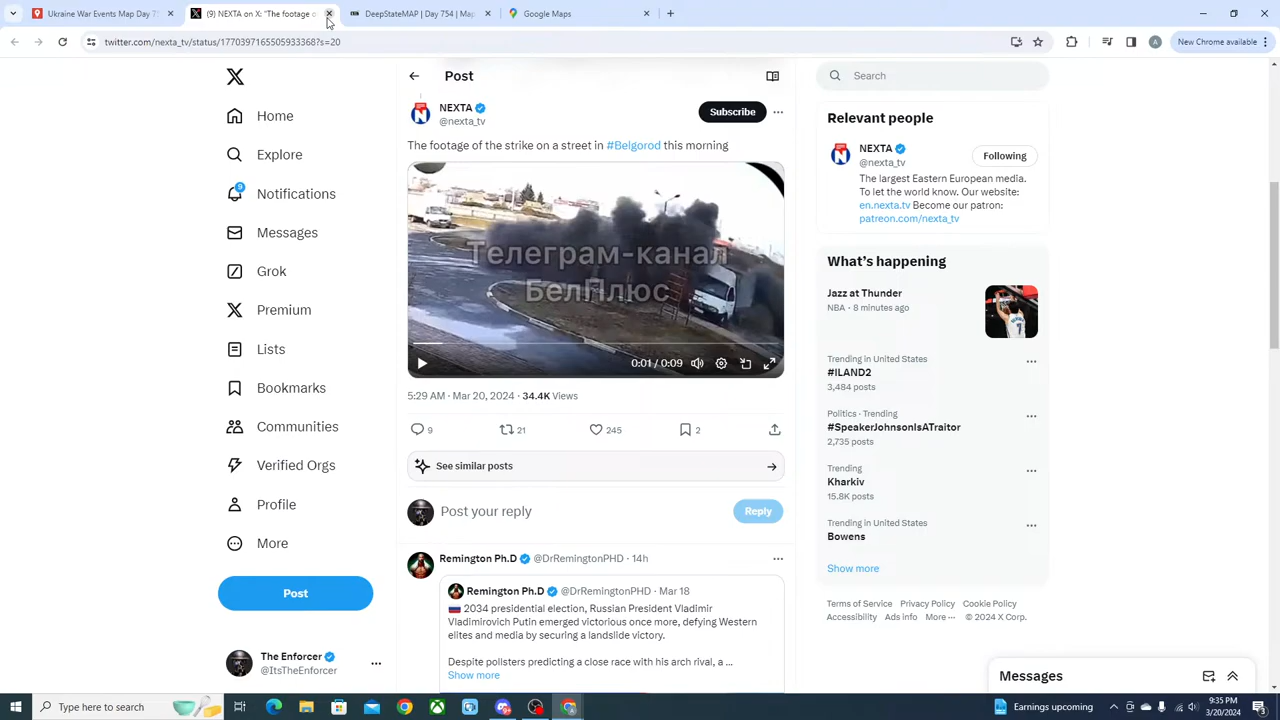 Ukraine War Events Map Day 7
(9) NEXTA on X: "The footage o
DeepStateMAP | Day 754 | Ma
Google Maps
twitter.com/nexta_tv/status/1770397165505933368?s=20
A
New Chrome available
Home
Explore
9
Notifications
Messages
Grok
Premium
Lists
Bookmarks
Communities
Verified Orgs
Profile
More
Post
The Enforcer
@ItsTheEnforcer
Post
NEXTA
@nexta_tv
Subscribe
The footage of the strike on a street in #Belgorod this morning
Телеграм-канал
БелПлюс
0:01 / 0:09
5:29 AM · Mar 20, 2024 · 34.4K Views
9 21 245 2
See similar posts
Post your reply
Reply
Remington Ph.D @DrRemingtonPHD · 14h
Remington Ph.D @DrRemingtonPHD · Mar 18
2034 presidential election, Russian President Vladimir
Vladimirovich Putin emerged victorious once more, defying Western
elites and media by securing a landslide victory.
Despite pollsters predicting a close race with his arch rival, a ...
Show more
Search
Relevant people
NEXTA
@nexta_tv
Following
The largest Eastern European media.
To let the world know. Our website:
en.nexta.tv Become our patron:
patreon.com/nexta_tv
What's happening
Jazz at Thunder
NBA · 8 minutes ago
Trending in United States
#ILAND2
3,484 posts
Politics · Trending
#SpeakerJohnsonIsATraitor
2,735 posts
Trending
Kharkiv
15.8K posts
Trending in United States
Bowens
Show more
Terms of Service Privacy Policy Cookie Policy
Accessibility Ads info More ··· © 2024 X Corp.
Messages
Type here to search
Earnings upcoming
9:35 PM
3/20/2024